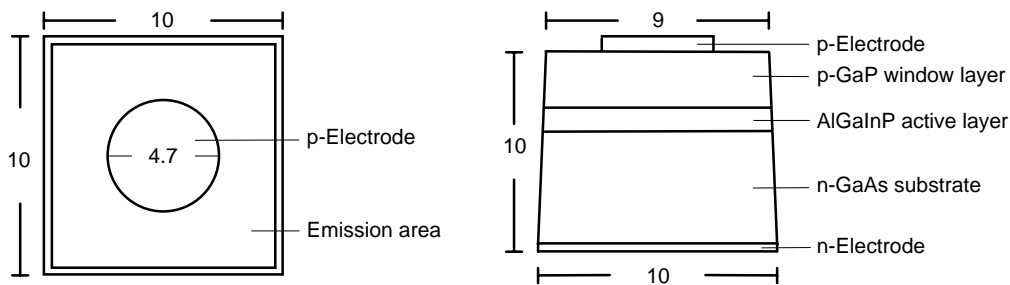 10
10
4.7
p-Electrode
Emission area
9
p-Electrode
p-GaP window layer
AlGaInP active layer
10
n-GaAs substrate
n-Electrode
10